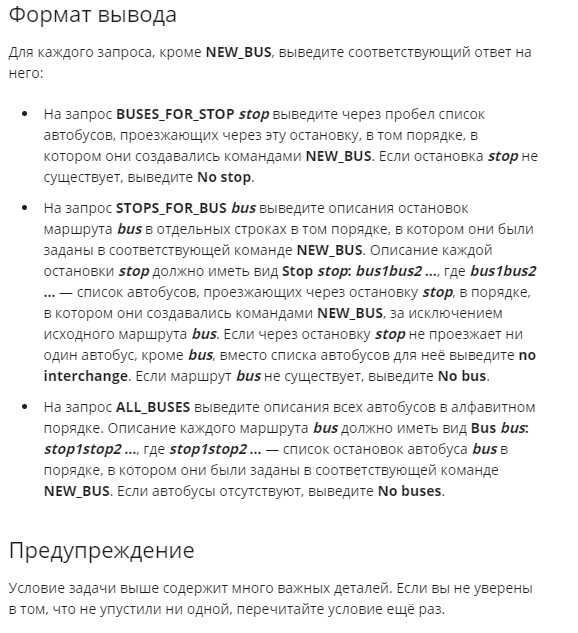 Формат вывода
Для каждого запроса, кроме NEW_BUS, выведите соответствующий ответ на
него:
• На запрос BUSES_FOR_STOP stop выведите через пробел список
автобусов, проезжающих через эту остановку, в том порядке, в
котором они создавались командами NEW_BUS. Если остановка stop не
существует, выведите No stop.
• На запрос STOPS_FOR_BUS bus выведите описания остановок
маршрута bus в отдельных строках в том порядке, в котором они были
заданы в соответствующей команде NEW_BUS. Описание каждой
остановки stop должно иметь вид Stop stop: bus1bus2 ..., где bus1bus2
... — список автобусов, проезжающих через остановку stop, в порядке,
в котором они создавались командами NEW_BUS, за исключением
исходного маршрута bus. Если через остановку stop не проезжает ни
один автобус, кроме bus, вместо списка автобусов для неё выведите no
interchange. Если маршрут bus не существует, выведите No bus.
• На запрос ALL_BUSES выведите описания всех автобусов в алфавитном
порядке. Описание каждого маршрута bus должно иметь вид Bus bus:
stop1stop2 ..., где stop1stop2 ... — список остановок автобуса bus в
порядке, в котором они были заданы в соответствующей команде
NEW_BUS. Если автобусы отсутствуют, выведите No buses.
Предупреждение
Условие задачи выше содержит много важных деталей. Если вы не уверены
в том, что не упустили ни одной, перечитайте условие ещё раз.